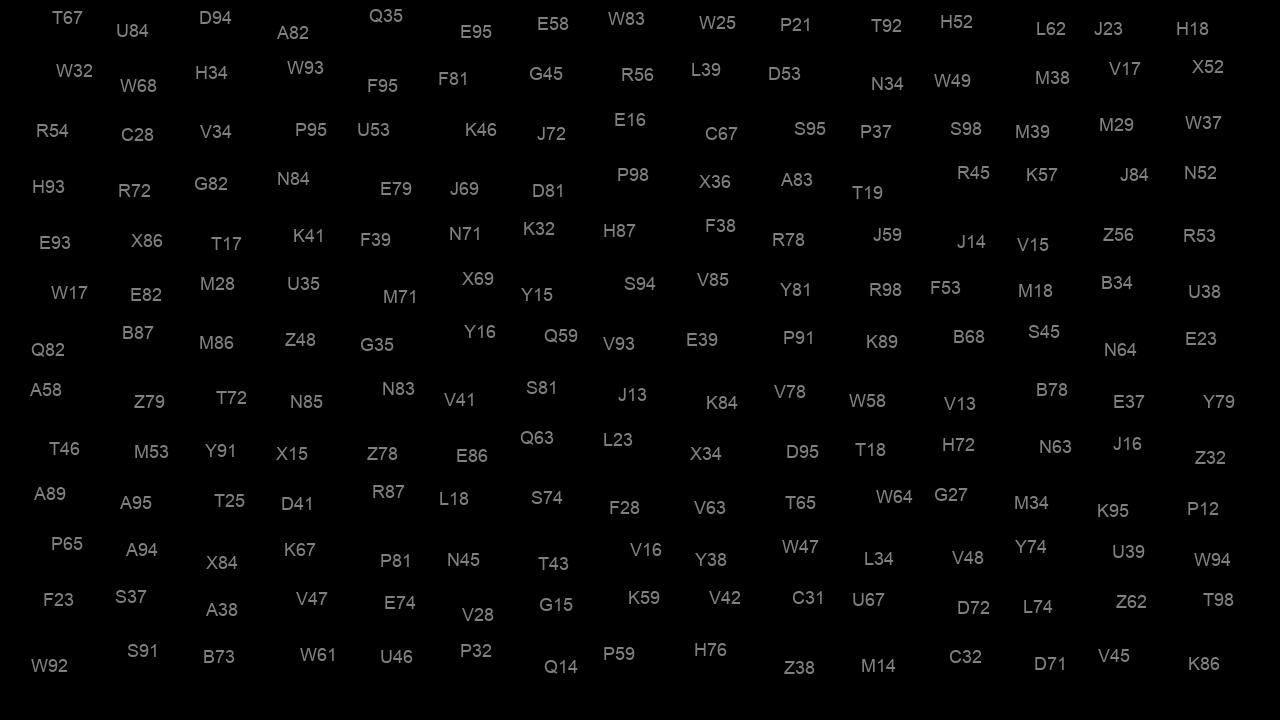 T67 U84 D94 A82 Q35 E95 E58 W83 W25 P21 T92 H52 L62 J23 H18
W32 W68 H34 W93 F95 F81 G45 R56 L39 D53 N34 W49 M38 V17 X52
R54 C28 V34 P95 U53 K46 J72 E16 C67 S95 P37 S98 M39 M29 W37
H93 R72 G82 N84 E79 J69 D81 P98 X36 A83 T19 R45 K57 J84 N52
E93 X86 T17 K41 F39 N71 K32 H87 F38 R78 J59 J14 V15 Z56 R53
W17 E82 M28 U35 M71 X69 Y15 S94 V85 Y81 R98 F53 M18 B34 U38
Q82 B87 M86 Z48 G35 Y16 Q59 V93 E39 P91 K89 B68 S45 N64 E23
A58 Z79 T72 N85 N83 V41 S81 J13 K84 V78 W58 V13 B78 E37 Y79
T46 M53 Y91 X15 Z78 E86 Q63 L23 X34 D95 T18 H72 N63 J16 Z32
A89 A95 T25 D41 R87 L18 S74 F28 V63 T65 W64 G27 M34 K95 P12
P65 A94 X84 K67 P81 N45 T43 V16 Y38 W47 L34 V48 Y74 U39 W94
F23 S37 A38 V47 E74 V28 G15 K59 V42 C31 U67 D72 L74 Z62 T98
W92 S91 B73 W61 U46 P32 Q14 P59 H76 Z38 M14 C32 D71 V45 K86